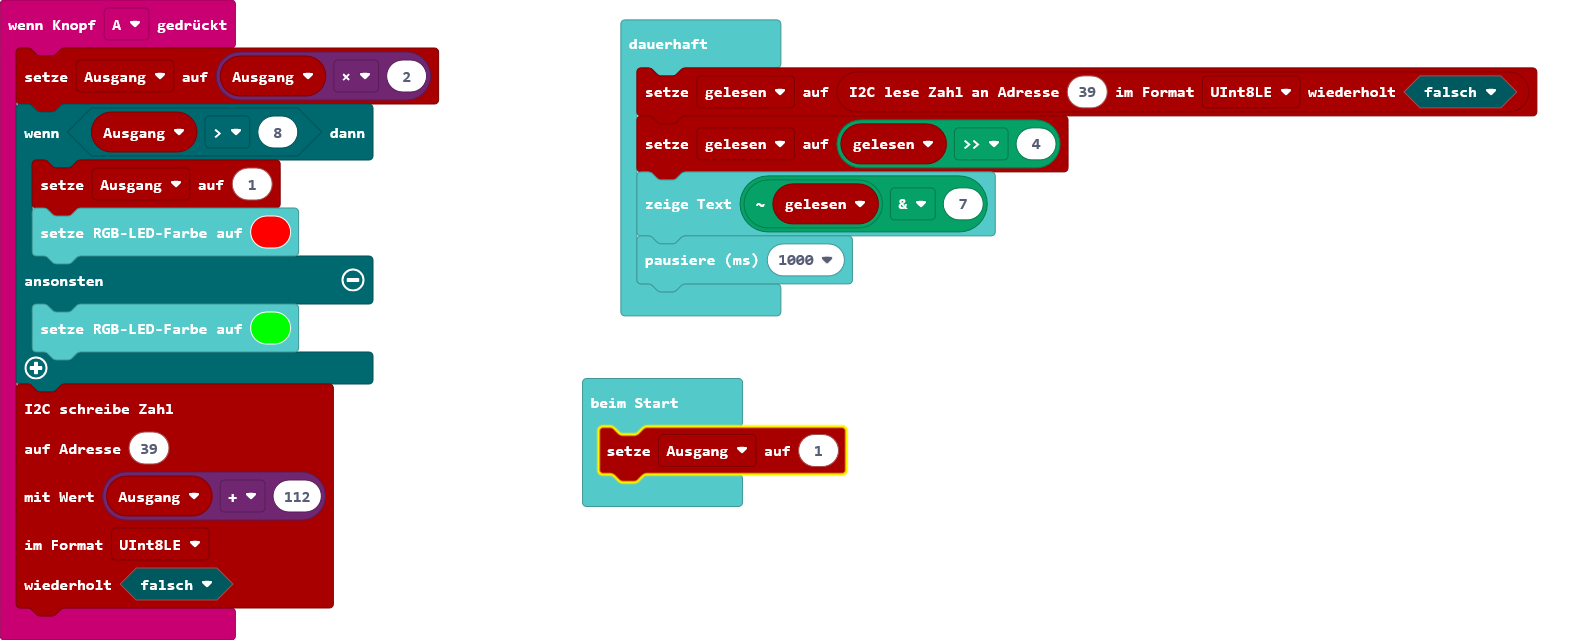 wenn Knopf A gedrückt
setze Ausgang auf Ausgang × 2
wenn Ausgang > 8 dann
setze Ausgang auf 1
setze RGB-LED-Farbe auf
ansonsten
setze RGB-LED-Farbe auf
I2C schreibe Zahl
auf Adresse 39
mit Wert Ausgang + 112
im Format UInt8LE
wiederholt falsch
dauerhaft
setze gelesen auf I2C lese Zahl an Adresse 39 im Format UInt8LE wiederholt falsch
setze gelesen auf gelesen >> 4
zeige Text ~ gelesen & 7
pausiere (ms) 1000
beim Start
setze Ausgang auf 1